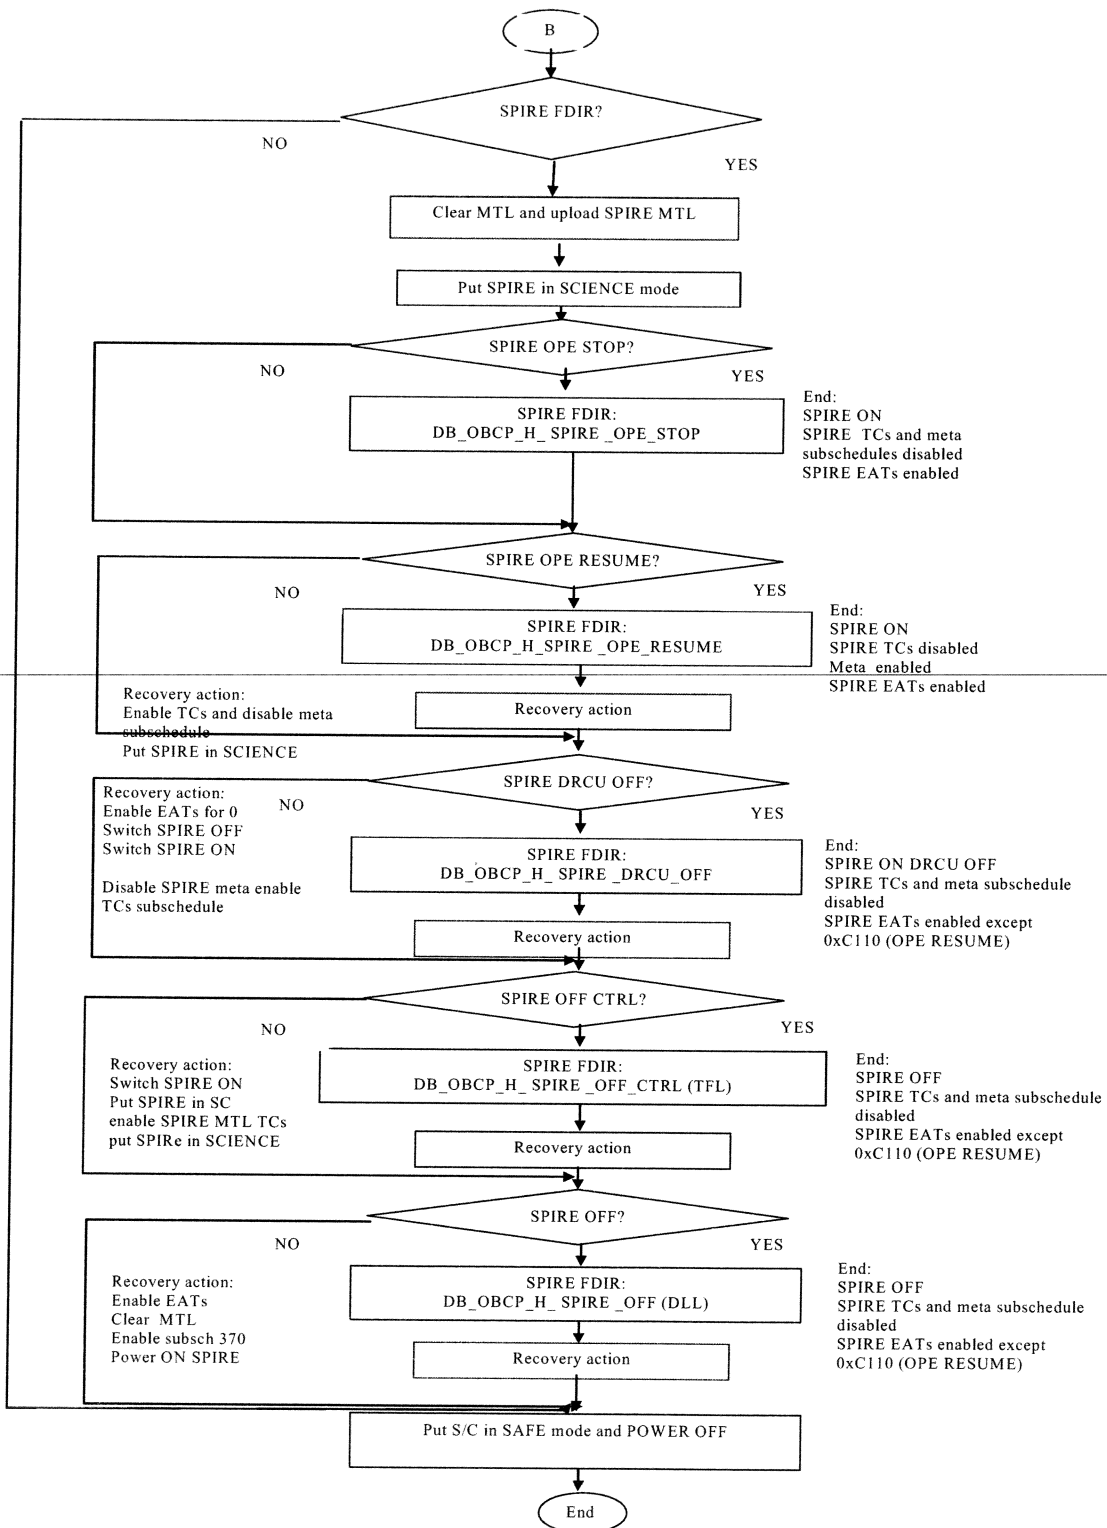 B
SPIRE FDIR?
NO
YES
Clear MTL and upload SPIRE MTL
Put SPIRE in SCIENCE mode
SPIRE OPE STOP?
NO
YES
SPIRE FDIR:
DB_OBCP_H_ SPIRE _OPE_STOP
End:
SPIRE ON
SPIRE TCs and meta
subschedules disabled
SPIRE EATs enabled
SPIRE OPE RESUME?
NO
YES
SPIRE FDIR:
DB_OBCP_H_SPIRE _OPE_RESUME
End:
SPIRE ON
SPIRE TCs disabled
Meta enabled
SPIRE EATs enabled
Recovery action:
Enable TCs and disable meta
subschedule
Put SPIRE in SCIENCE
Recovery action
SPIRE DRCU OFF?
NO
YES
Recovery action:
Enable EATs for 0
Switch SPIRE OFF
Switch SPIRE ON
Disable SPIRE meta enable
TCs subschedule
SPIRE FDIR:
DB_OBCP_H_ SPIRE _DRCU_OFF
End:
SPIRE ON DRCU OFF
SPIRE TCs and meta subschedule
disabled
SPIRE EATs enabled except
0xC110 (OPE RESUME)
Recovery action
SPIRE OFF CTRL?
NO
YES
Recovery action:
Switch SPIRE ON
Put SPIRE in SC
enable SPIRE MTL TCs
put SPIRe in SCIENCE
SPIRE FDIR:
DB_OBCP_H_ SPIRE _OFF_CTRL (TFL)
End:
SPIRE OFF
SPIRE TCs and meta subschedule
disabled
SPIRE EATs enabled except
0xC110 (OPE RESUME)
Recovery action
SPIRE OFF?
NO
YES
Recovery action:
Enable EATs
Clear MTL
Enable subsch 370
Power ON SPIRE
SPIRE FDIR:
DB_OBCP_H_ SPIRE _OFF (DLL)
End:
SPIRE OFF
SPIRE TCs and meta subschedule
disabled
SPIRE EATs enabled except
0xC110 (OPE RESUME)
Recovery action
Put S/C in SAFE mode and POWER OFF
End